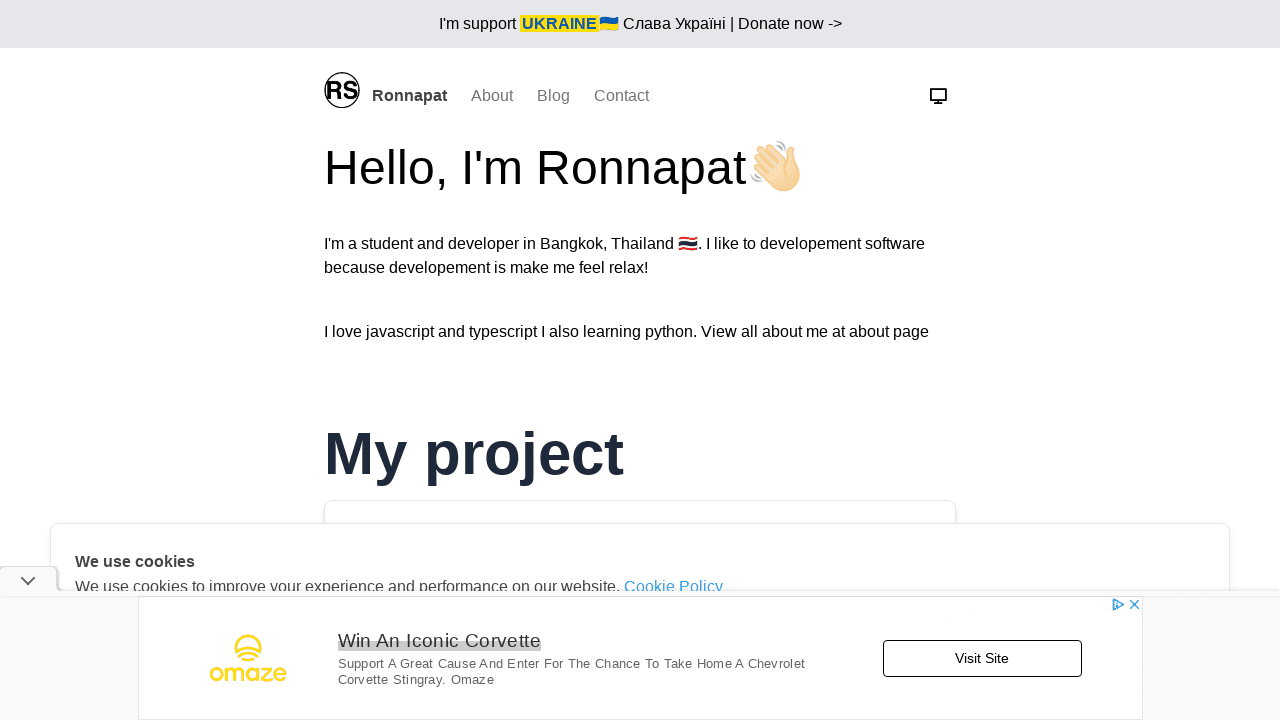 I'm support UKRAINE🇺🇦 Слава Україні | Donate now ->
RS Ronnapat About Blog Contact
Hello, I'm Ronnapat👋🏻
I'm a student and developer in Bangkok, Thailand 🇹🇭. I like to developement software
because developement is make me feel relax!
I love javascript and typescript I also learning python. View all about me at about page
My project
We use cookies
We use cookies to improve your experience and performance on our website. Cookie Policy
omaze
Win An Iconic Corvette
Support A Great Cause And Enter For The Chance To Take Home A Chevrolet
Corvette Stingray. Omaze
Visit Site